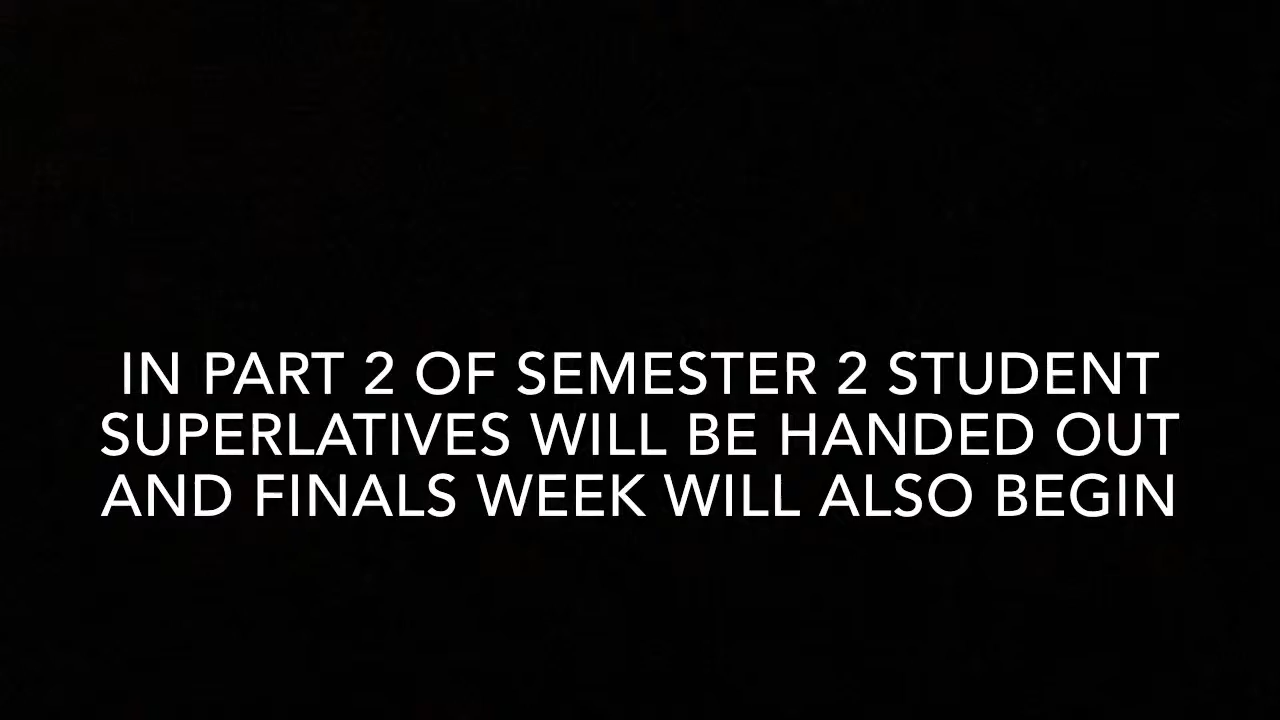 IN PART 2 OF SEMESTER 2 STUDENT
SUPERLATIVES WILL BE HANDED OUT
AND FINALS WEEK WILL ALSO BEGIN